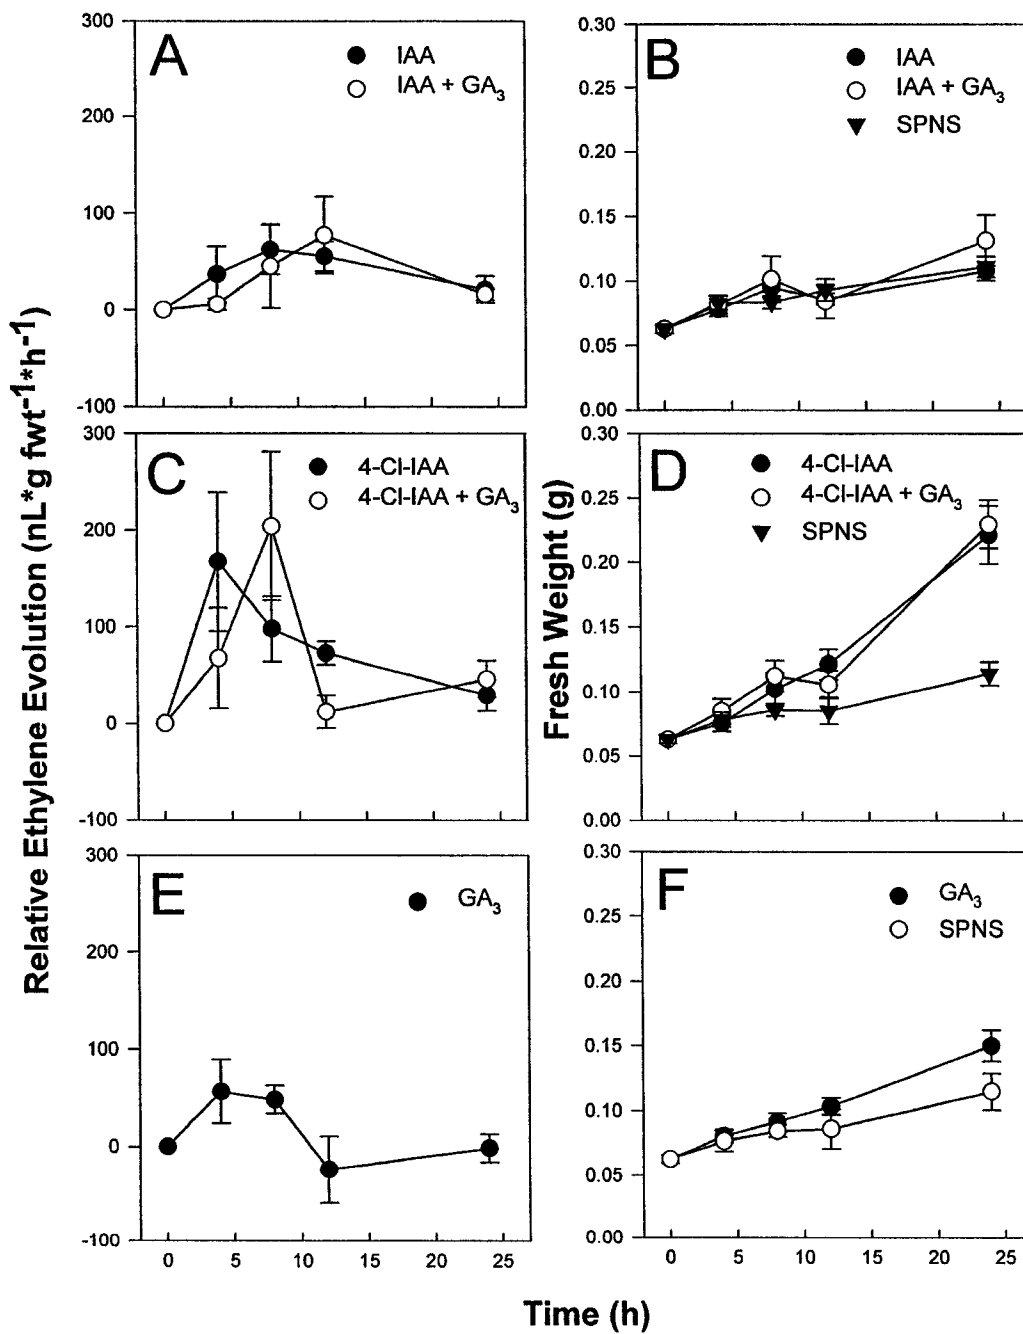 Relative Ethylene Evolution (nL*g fwt⁻¹*h⁻¹)
A
IAA
IAA + GA₃
300
200
100
0
-100
B
IAA
IAA + GA₃
SPNS
0.30
0.25
0.20
0.15
0.10
0.05
0.00
C
4-Cl-IAA
4-Cl-IAA + GA₃
300
200
100
0
-100
Fresh Weight (g)
D
4-Cl-IAA
4-Cl-IAA + GA₃
SPNS
0.30
0.25
0.20
0.15
0.10
0.05
0.00
E
GA₃
300
200
100
0
-100
0 5 10 15 20 25
F
GA₃
SPNS
0.30
0.25
0.20
0.15
0.10
0.05
0.00
0 5 10 15 20 25
Time (h)